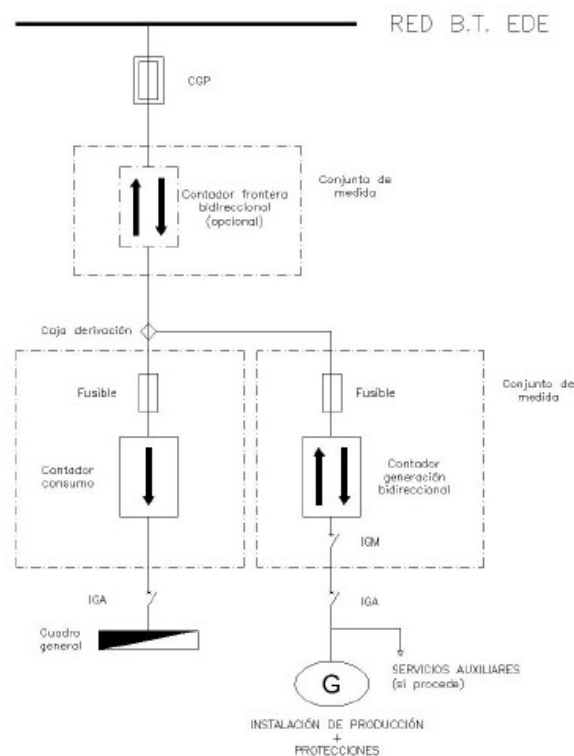 RED B.T. EDE
CGP
Conjunto de
medida
Contador frontera
bidireccional
(opcional)
Caja derivación
Fusible
Fusible
Conjunto de
medida
Contador
consumo
Contador
generación
bidireccional
IGM
IGA
IGA
Cuadro
general
SERVICIOS AUXILIARES
(si procede)
G
INSTALACIÓN DE PRODUCCIÓN
+
PROTECCIONES